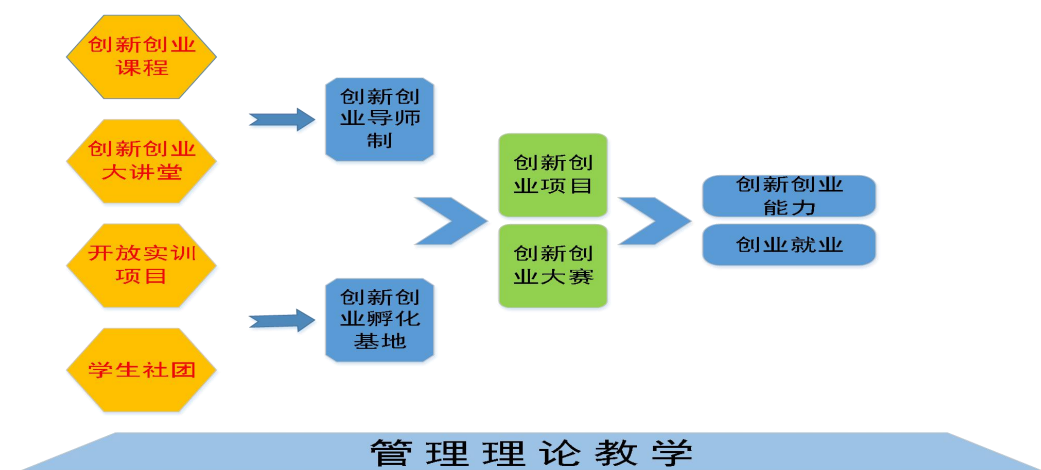 创新创业
课程
创新创业
大讲堂
开放实训
项目
学生社团
创新创
业导师
制
创新创
业孵化
基地
创新创
业项目
创新创
业大赛
创新创业
能力
创业就业
管理理论教学